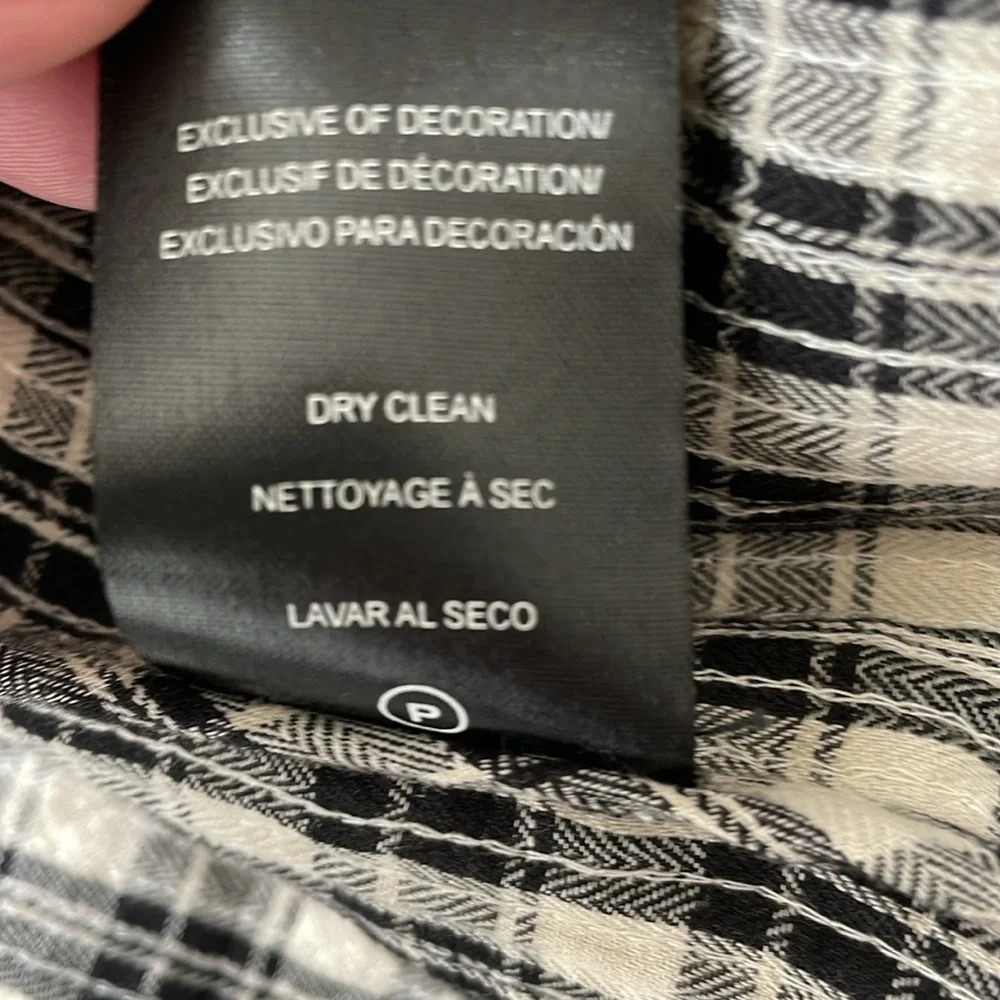 EXCLUSIVE OF DECORATION/
EXCLUSIF DE DÉCORATION/
EXCLUSIVO PARA DECORACIÓN
DRY CLEAN
NETTOYAGE À SEC
LAVAR AL SECO
P